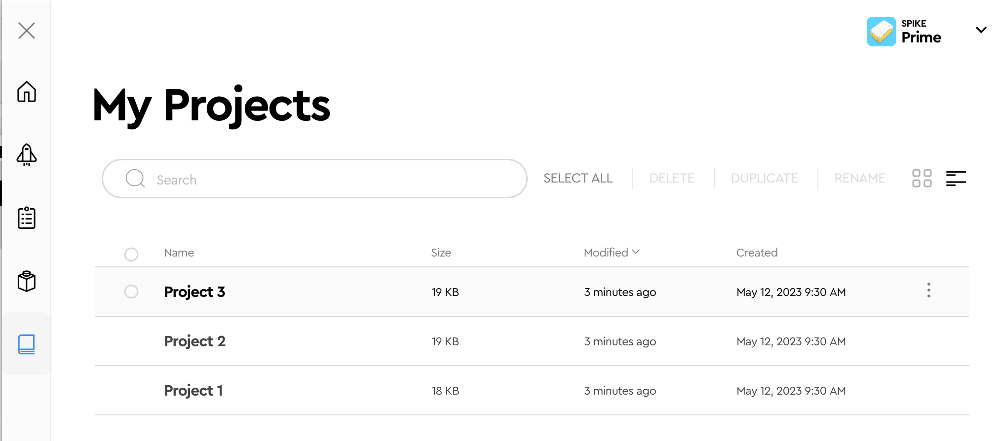 SPIKE
Prime
My Projects
Search
SELECT ALL
DELETE
DUPLICATE
RENAME
Name Size Modified Created
Project 3 19 KB 3 minutes ago May 12, 2023 9:30 AM
Project 2 19 KB 3 minutes ago May 12, 2023 9:30 AM
Project 1 18 KB 3 minutes ago May 12, 2023 9:30 AM